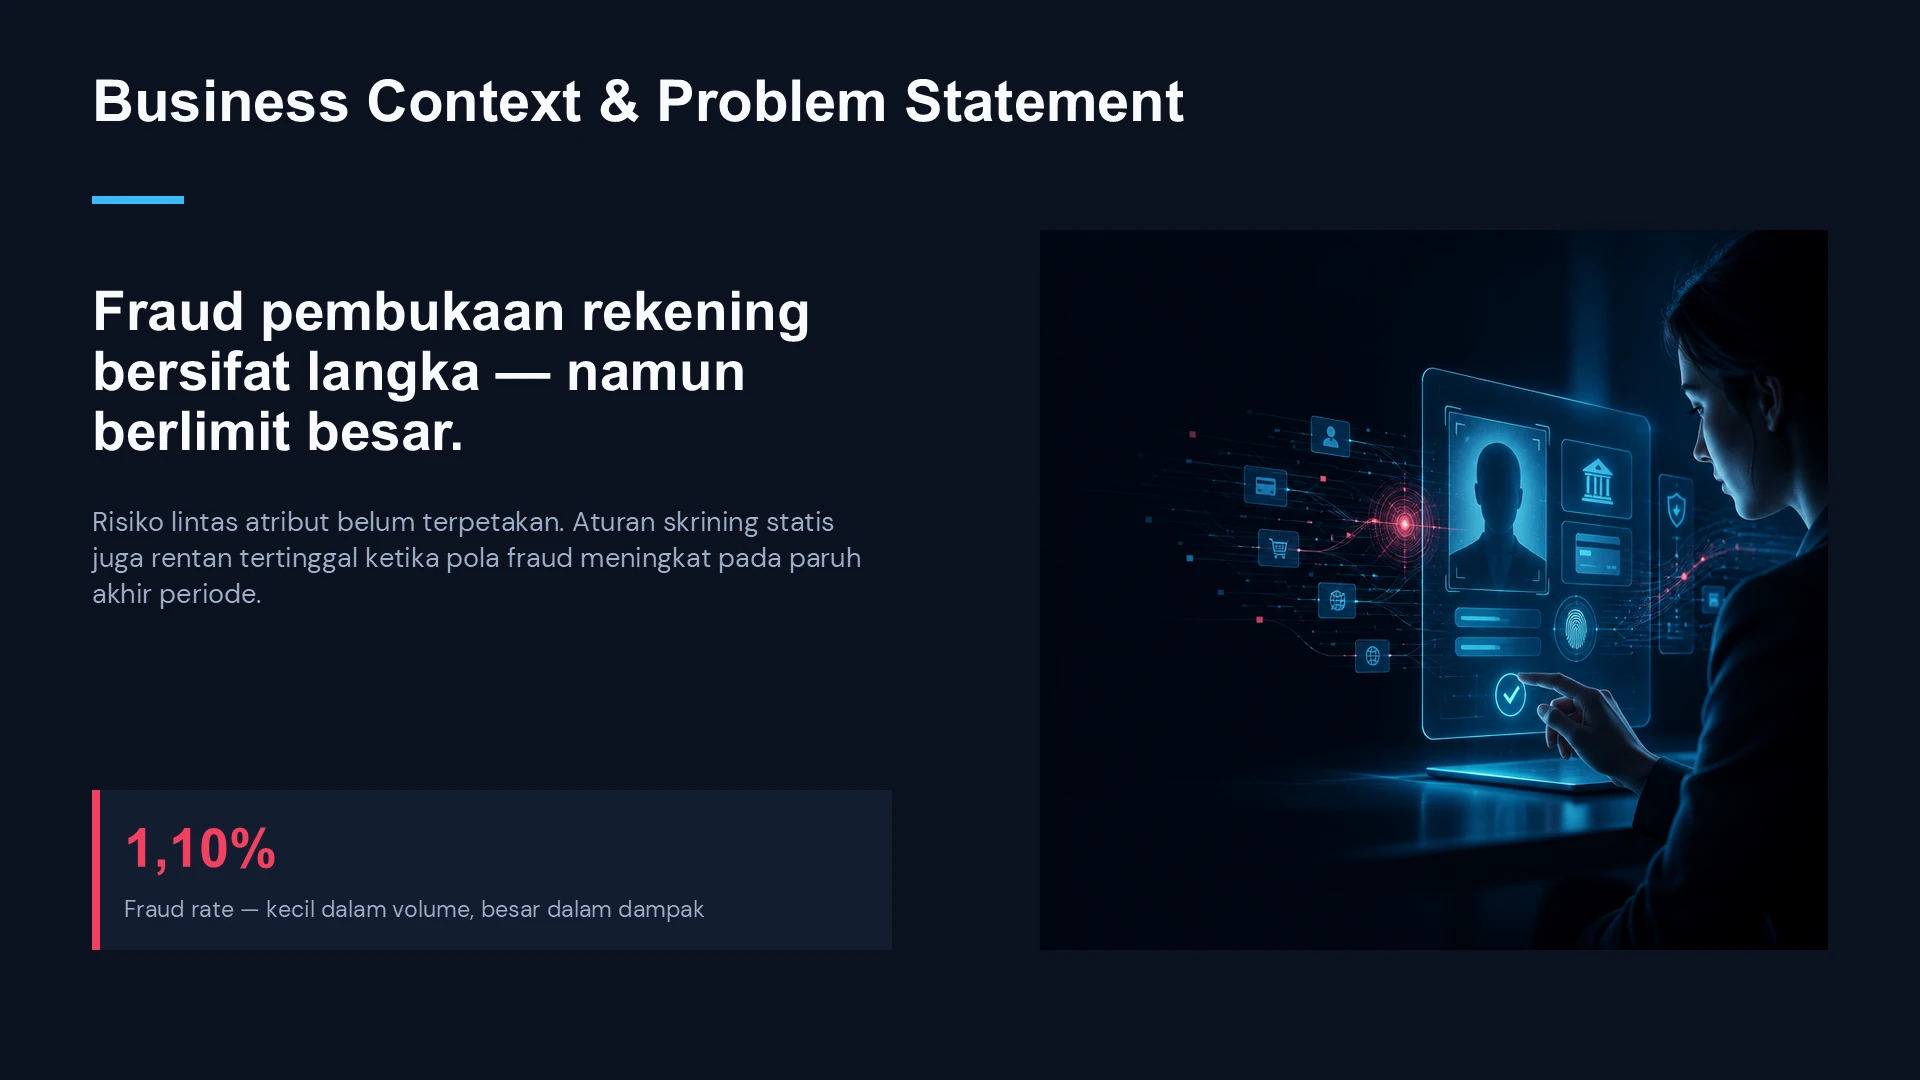 Business Context & Problem Statement
Fraud pembukaan rekening
bersifat langka — namun
berlimit besar.
Risiko lintas atribut belum terpetakan. Aturan skrining statis
juga rentan tertinggal ketika pola fraud meningkat pada paruh
akhir periode.
1,10%
Fraud rate — kecil dalam volume, besar dalam dampak